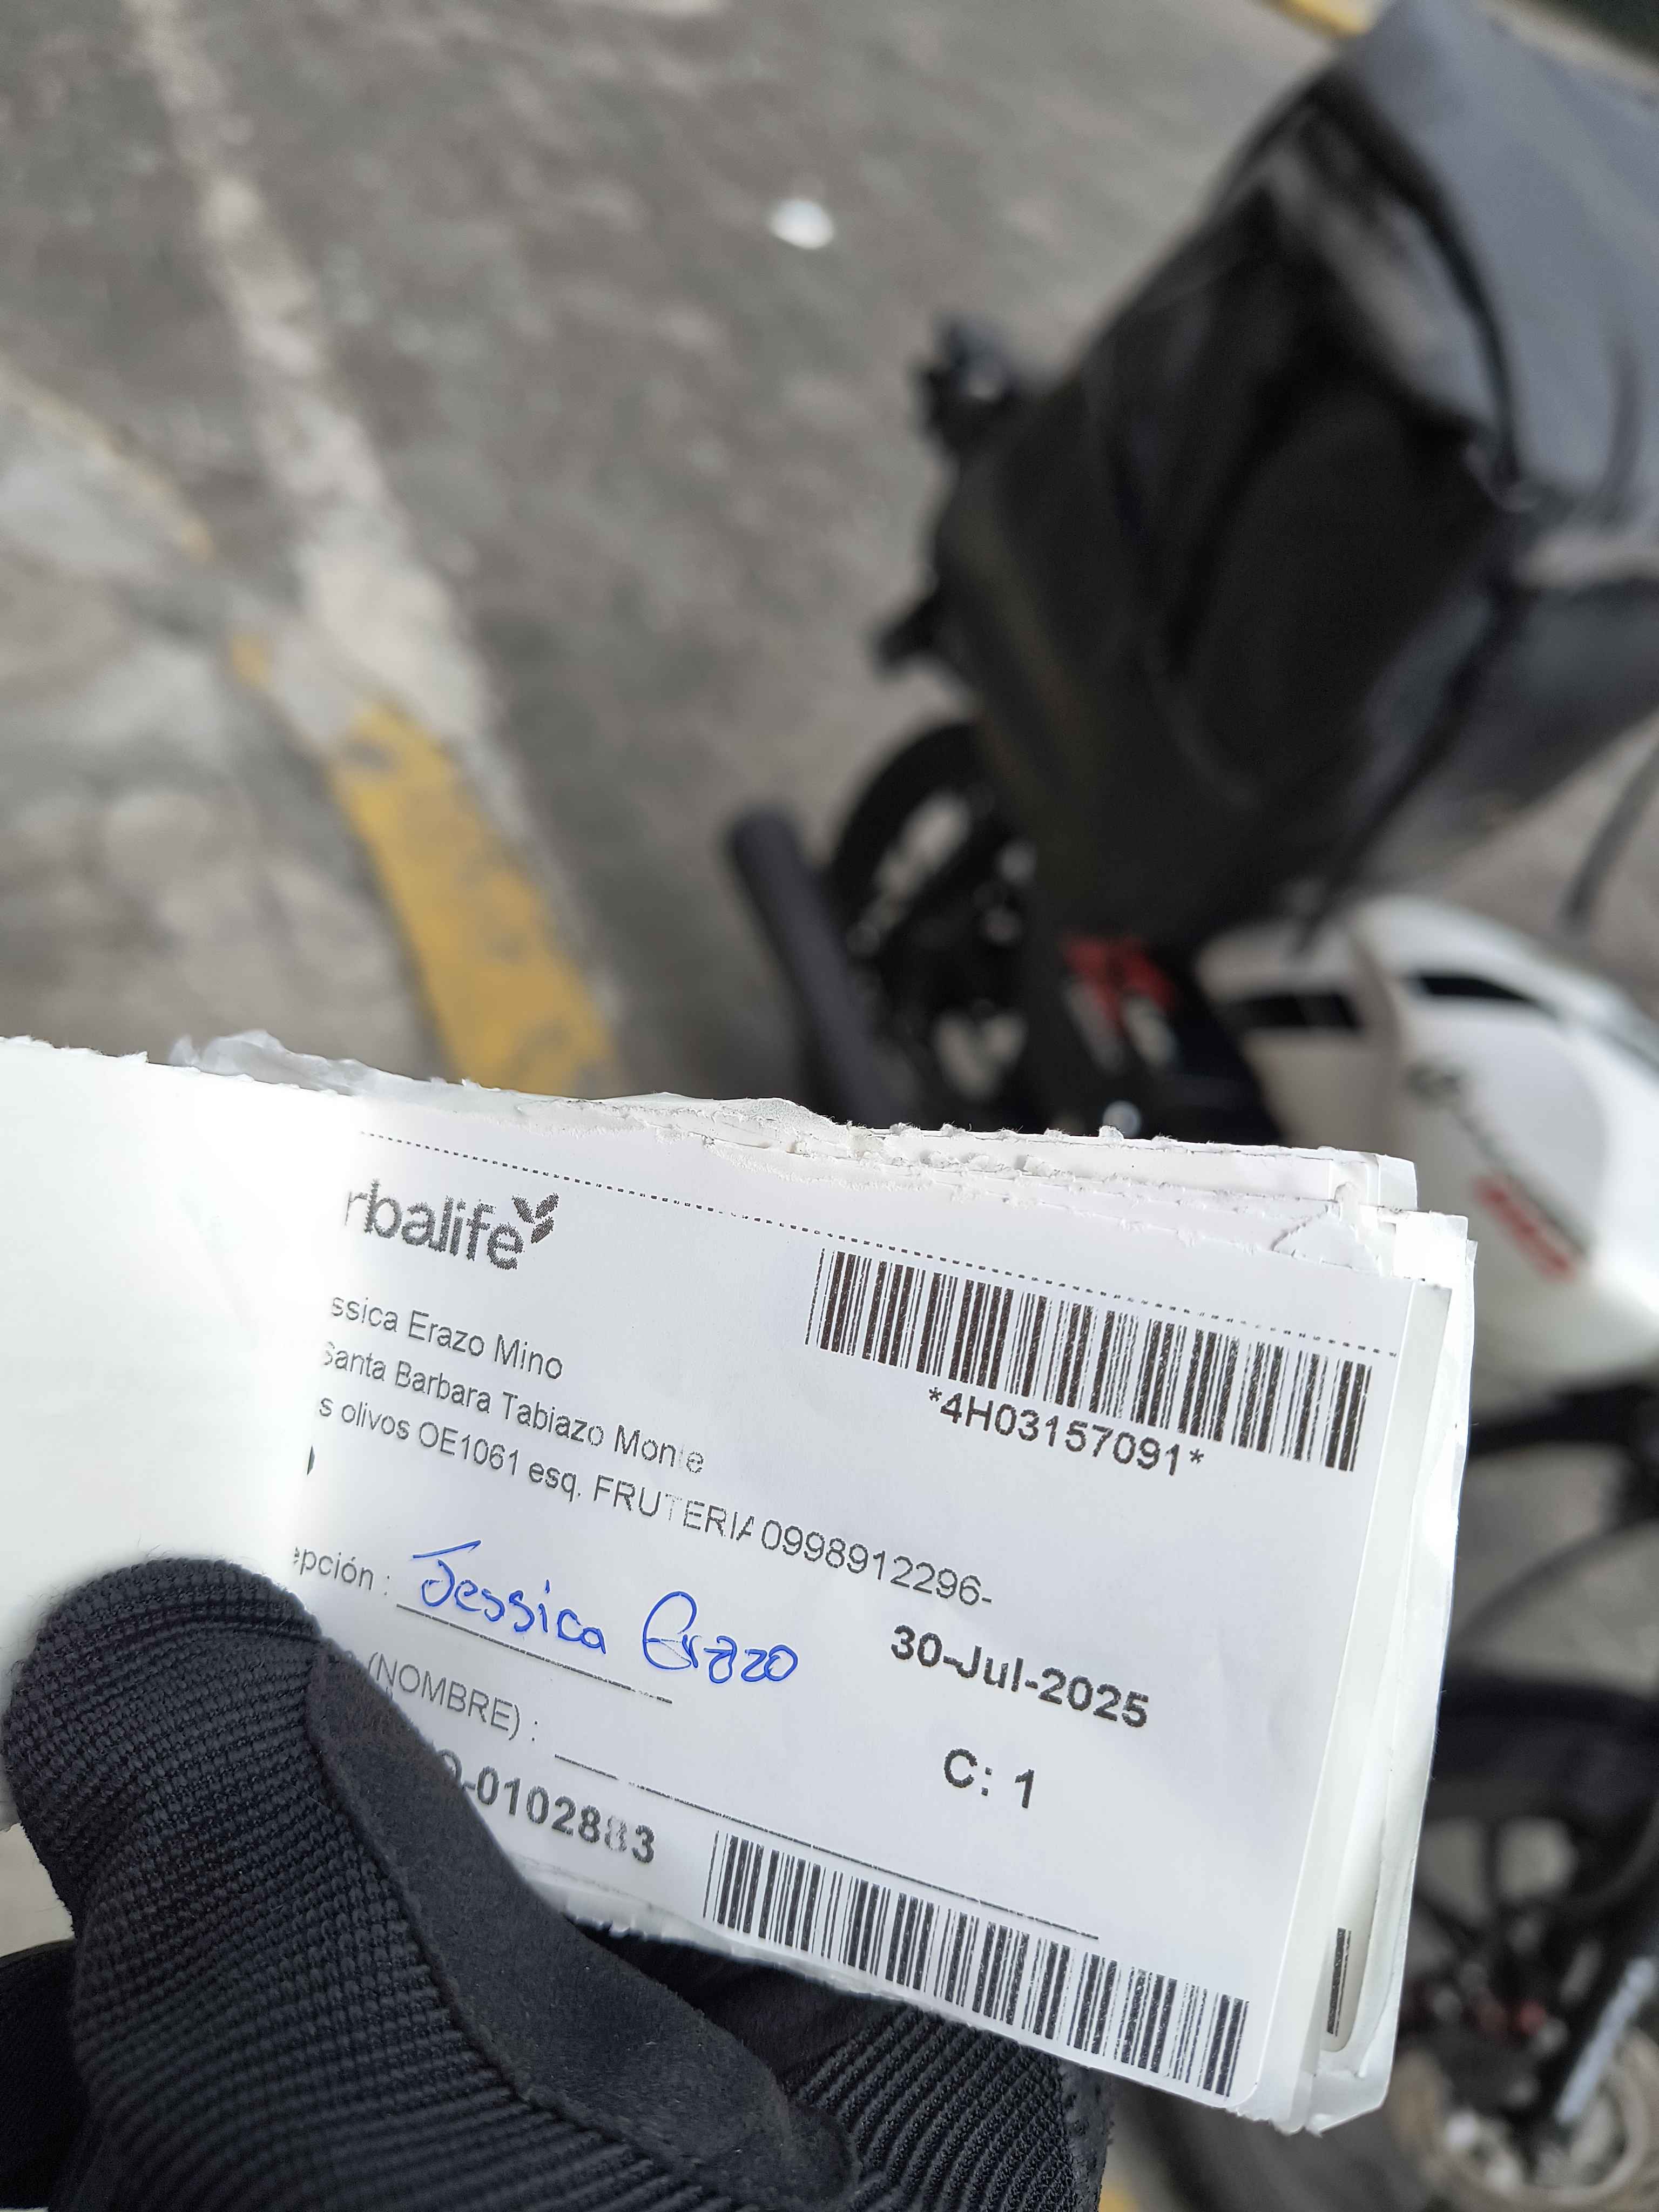 rbalife
*4H03157091*
ssica Erazo Mino
Santa Barbara Tabiazo Monte
s olivos OE1061 esq. FRUTERIA 0998912296-
epción : Jessica Erazo
30-Jul-2025
(NOMBRE) :
C: 1
O-0102883